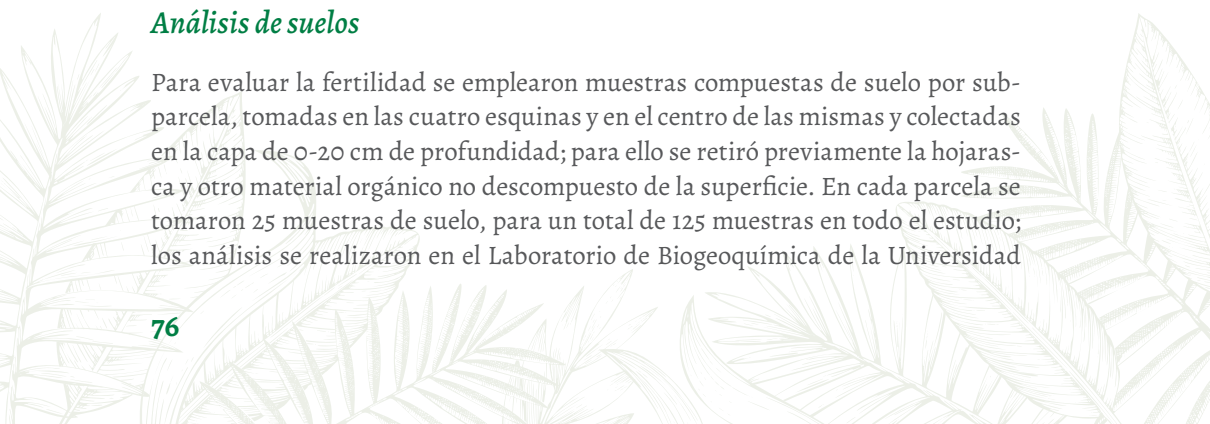 Análisis de suelos
Para evaluar la fertilidad se emplearon muestras compuestas de suelo por sub-
parcela, tomadas en las cuatro esquinas y en el centro de las mismas y colectadas
en la capa de 0-20 cm de profundidad; para ello se retiró previamente la hojaras-
ca y otro material orgánico no descompuesto de la superficie. En cada parcela se
tomaron 25 muestras de suelo, para un total de 125 muestras en todo el estudio;
los análisis se realizaron en el Laboratorio de Biogeoquímica de la Universidad
76